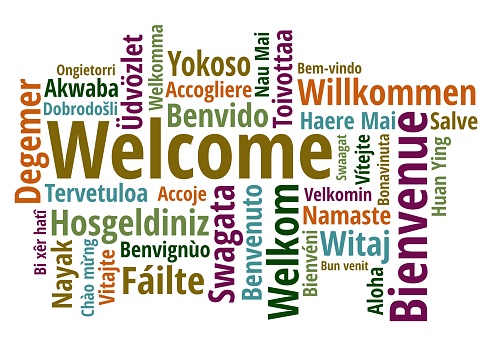 Ongietorri
Akwaba
Dobrodošli
Degemer
Üdvözlet
Welkomma
Yokoso
Accogliere
Benvido
Nau Mai
Toivottaa
Bem-vindo
Willkommen
Haere Mai
Salve
Welcome
Swaagat
Vítejte
Bonavinuta
Bienvenue
Huan Ying
Tervetuloa
Accoje
Velkomin
Namaste
Hosgeldiniz
Swagata
Benvenuto
Welkom
Bienvéni
Witaj
Bun venit
Aloha
Bi xêr hatî
Nayak
Chào mừng
Vitajte
Benvignùo
Fáilte